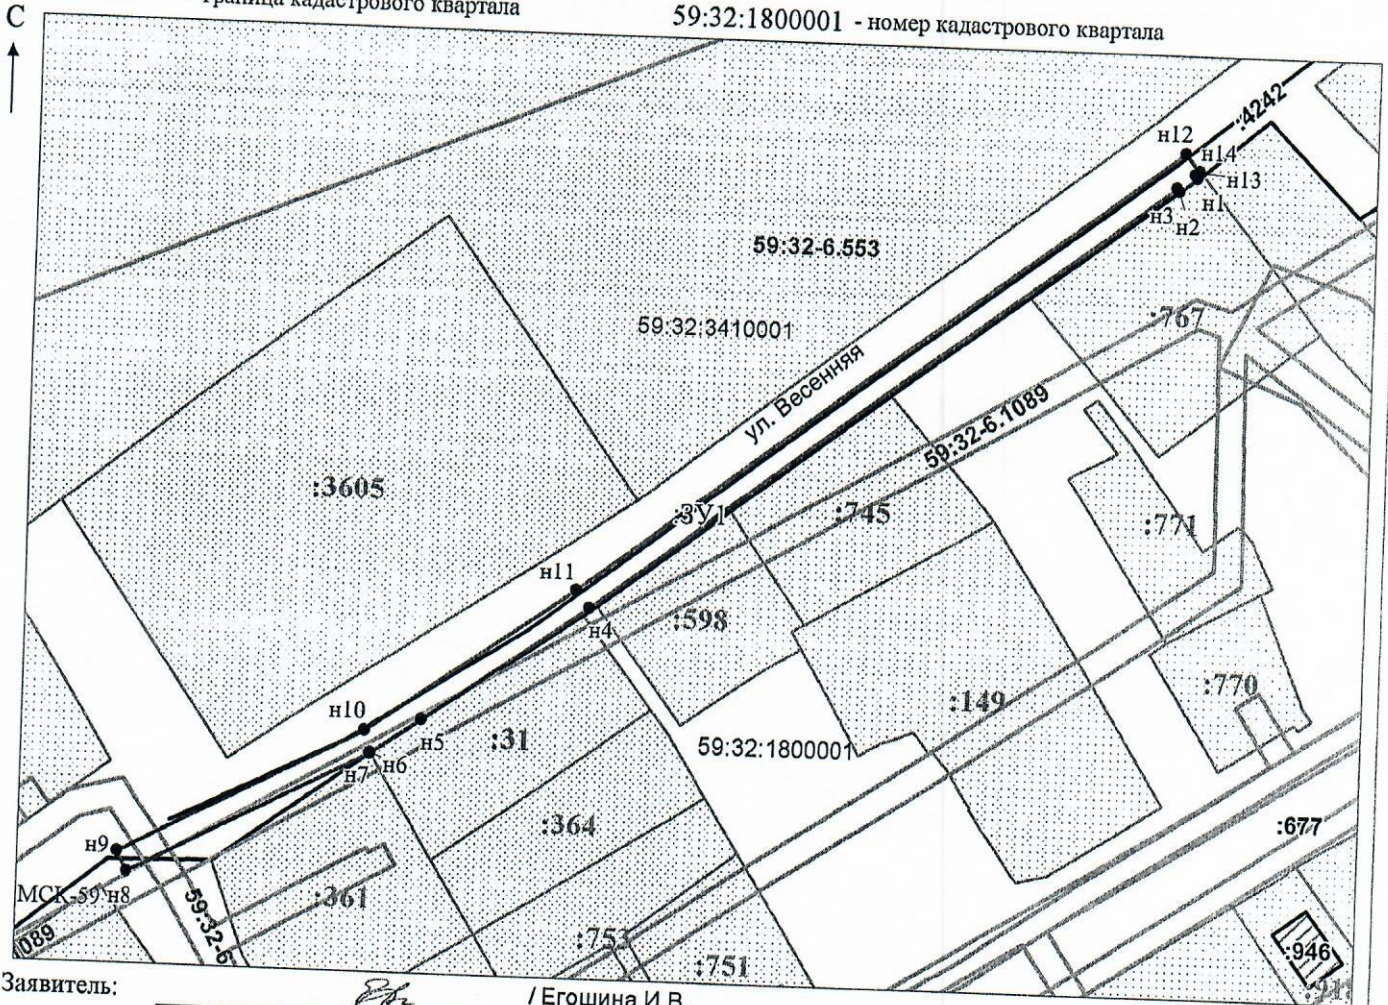 граница кадастрового квартала
59:32:1800001 - номер кадастрового квартала
С
:4242
н12
н14
н13
н1
н3
н2
59:32-6.553
:767
59:32:3410001
ул. Весенняя
59:32-6.1089
:3605
:ЗУ1
:745
:771
н11
н4
:598
:770
:149
н10
н5
:31
59:32:1800001
н6
н7
:364
:677
н9
МСК-59
н8
:361
59:32-6
089
:753
:751
:946
Заявитель:
/ Егошина И.В.